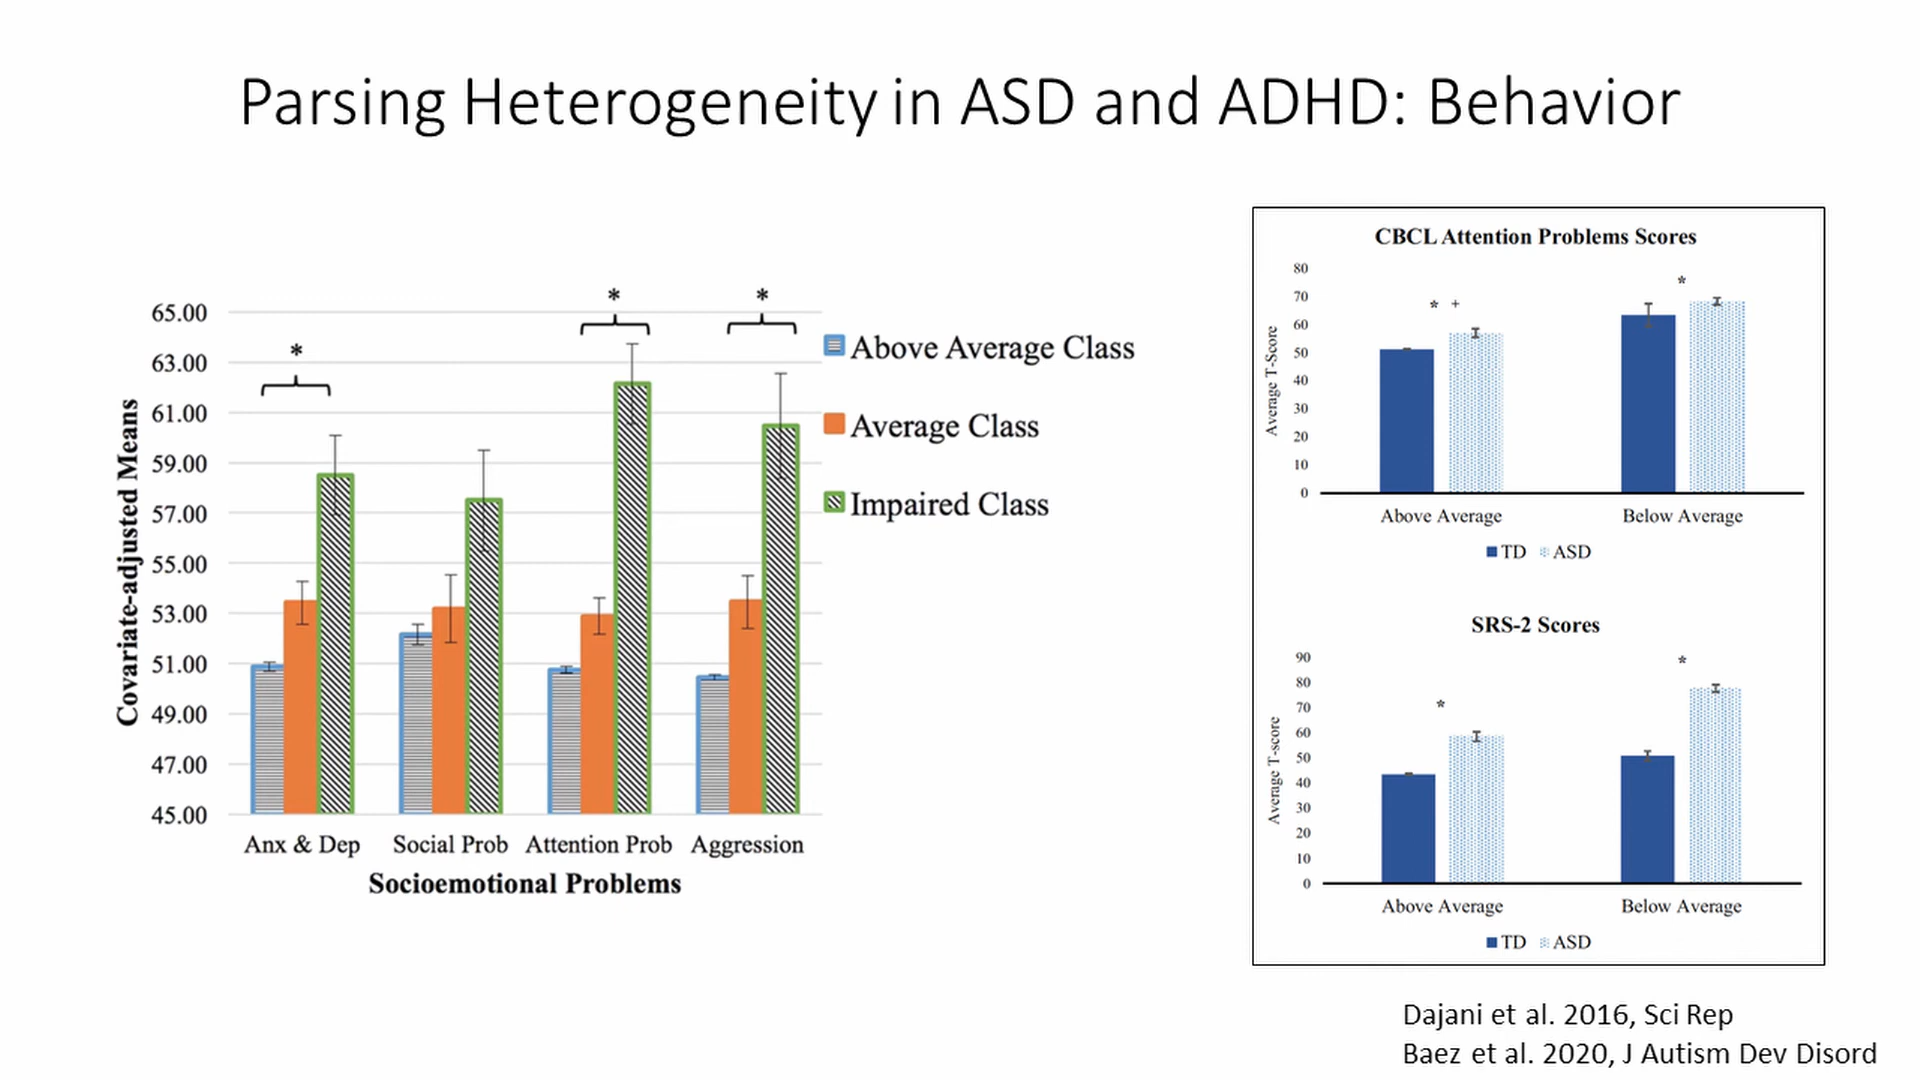 Parsing Heterogeneity in ASD and ADHD: Behavior
*
*
*
65.00
63.00
61.00
59.00
57.00
55.00
53.00
51.00
49.00
47.00
45.00
Covariate-adjusted Means
Anx & Dep
Social Prob
Attention Prob
Aggression
Socioemotional Problems
Above Average Class
Average Class
Impaired Class
CBCL Attention Problems Scores
80
70
60
50
40
30
20
10
0
Average T-Score
* +
*
Above Average
Below Average
TD ASD
SRS-2 Scores
90
80
70
60
50
40
30
20
10
0
Average T-score
*
*
Above Average
Below Average
TD ASD
Dajani et al. 2016, Sci Rep
Baez et al. 2020, J Autism Dev Disord